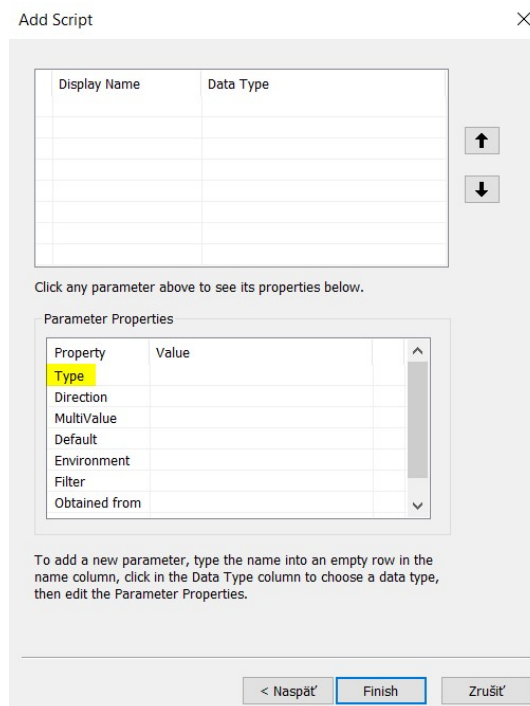 Add Script
Display Name Data Type
Click any parameter above to see its properties below.
Parameter Properties
Property Value
Type
Direction
MultiValue
Default
Environment
Filter
Obtained from
To add a new parameter, type the name into an empty row in the
name column, click in the Data Type column to choose a data type,
then edit the Parameter Properties.
< Naspäť Finish Zrušiť